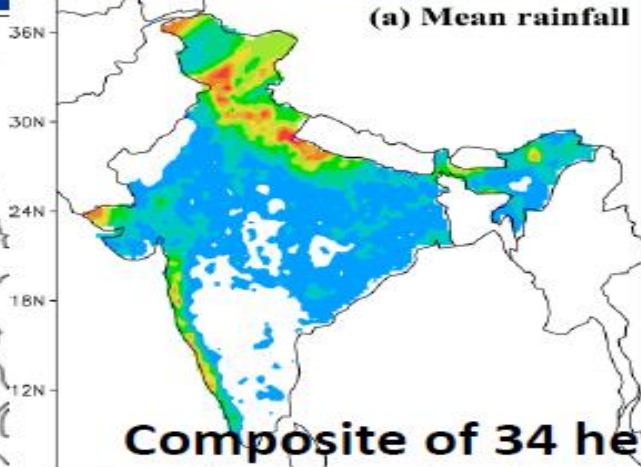 (a) Mean rainfall
36N
30N
24N
18N
12N
Composite of 34 he